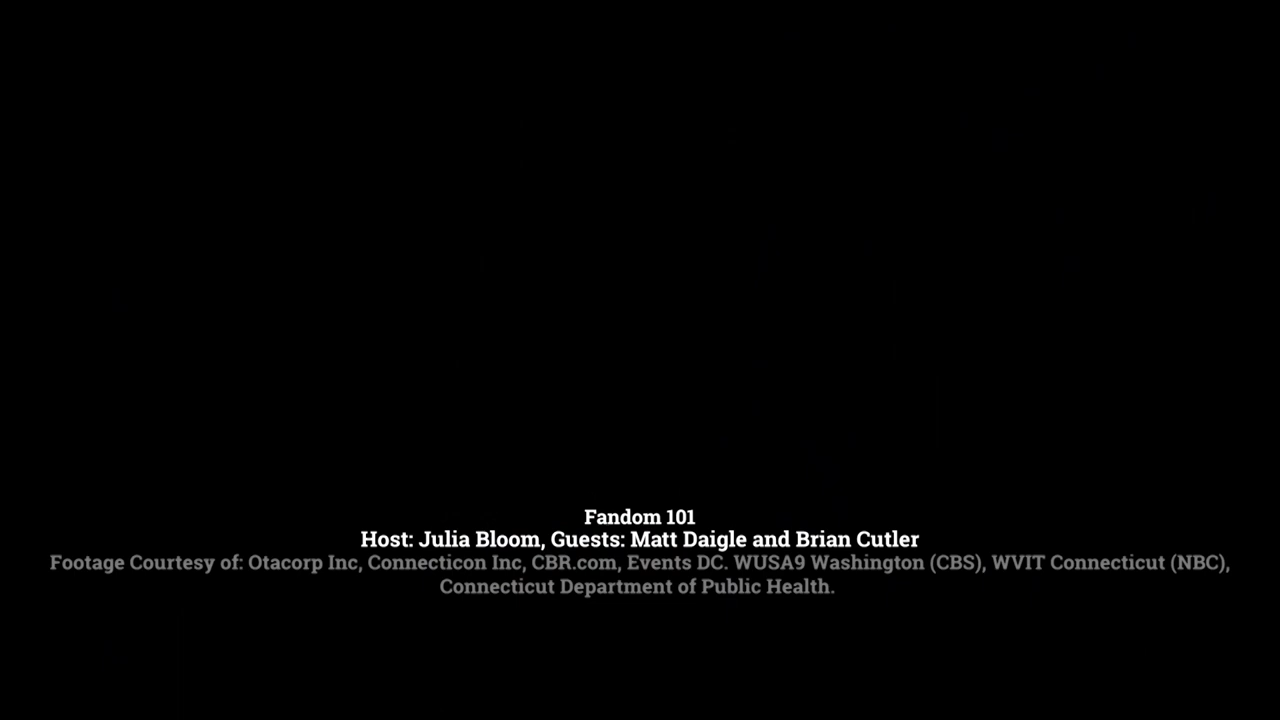 Fandom 101
Host: Julia Bloom, Guests: Matt Daigle and Brian Cutler
Footage Courtesy of: Otacorp Inc, Connecticon Inc, CBR.com, Events DC. WUSA9 Washington (CBS), WVIT Connecticut (NBC),
Connecticut Department of Public Health.